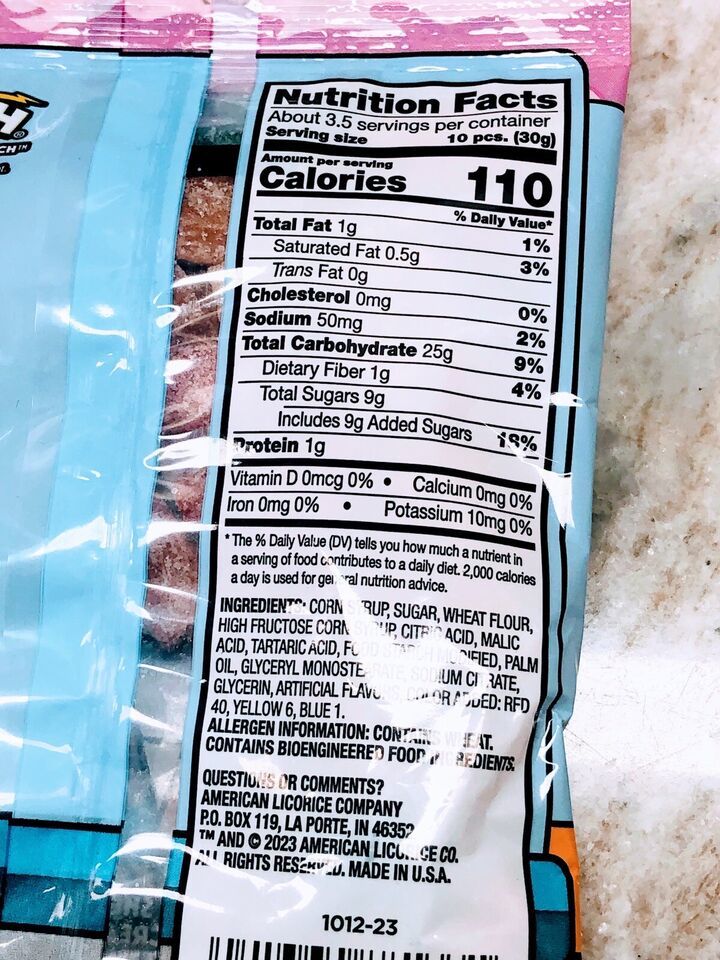 H®
CH™
Nutrition Facts
About 3.5 servings per container
Serving size 10 pcs. (30g)
Amount per serving
Calories 110
% Daily Value*
Total Fat 1g 1%
Saturated Fat 0.5g 3%
Trans Fat 0g
Cholesterol 0mg 0%
Sodium 50mg 2%
Total Carbohydrate 25g 9%
Dietary Fiber 1g 4%
Total Sugars 9g
Includes 9g Added Sugars 18%
Protein 1g
Vitamin D 0mcg 0% • Calcium 0mg 0%
Iron 0mg 0% • Potassium 10mg 0%
* The % Daily Value (DV) tells you how much a nutrient in
a serving of food contributes to a daily diet. 2,000 calories
a day is used for general nutrition advice.
INGREDIENTS: CORN SYRUP, SUGAR, WHEAT FLOUR,
HIGH FRUCTOSE CORN SYRUP, CITRIC ACID, MALIC
ACID, TARTARIC ACID, FOOD STARCH MODIFIED, PALM
OIL, GLYCERYL MONOSTEARATE, SODIUM CITRATE,
GLYCERIN, ARTIFICIAL FLAVORS, COLOR ADDED: RED
40, YELLOW 6, BLUE 1.
ALLERGEN INFORMATION: CONTAINS WHEAT.
CONTAINS BIOENGINEERED FOOD INGREDIENTS.
QUESTIONS OR COMMENTS?
AMERICAN LICORICE COMPANY
P.O. BOX 119, LA PORTE, IN 46352
™ AND © 2023 AMERICAN LICORICE CO.
ALL RIGHTS RESERVED. MADE IN U.S.A.
1012-23